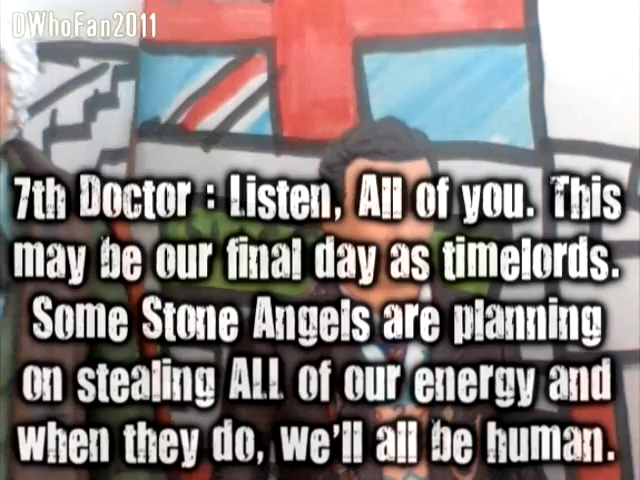 DWhoFan2011
7th Doctor : Listen, All of you. This
may be our final day as timelords.
Some Stone Angels are planning
on stealing ALL of our energy and
when they do, we'll all be human.